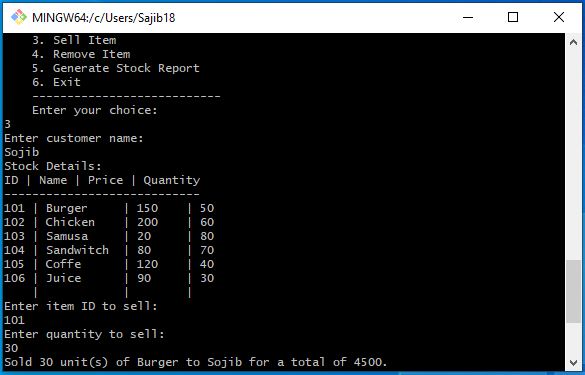 MINGW64:/c/Users/Sajib18
3. Sell Item
4. Remove Item
5. Generate Stock Report
6. Exit
---------------------------
Enter your choice:
3
Enter customer name:
Sojib
Stock Details:
ID | Name | Price | Quantity
----------------------------
101 | Burger     | 150    | 50
102 | Chicken    | 200    | 60
103 | Samusa     | 20     | 80
104 | Sandwitch  | 80     | 70
105 | Coffe      | 120    | 40
106 | Juice      | 90     | 30
    |            |        |
Enter item ID to sell:
101
Enter quantity to sell:
30
Sold 30 unit(s) of Burger to Sojib for a total of 4500.